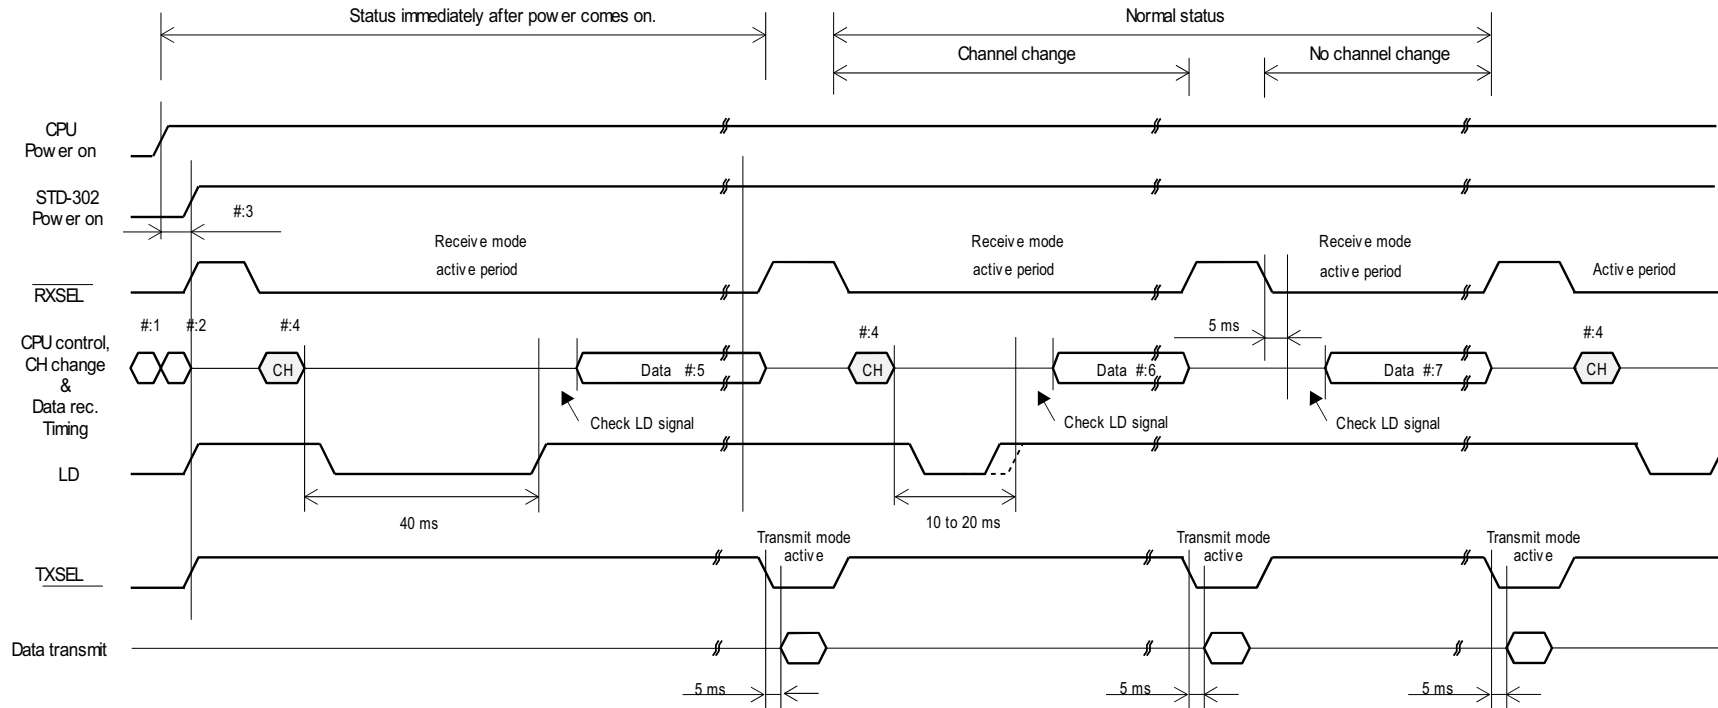 Status immediately after power comes on.
Normal status
Channel change
No channel change
CPU
Power on
STD-302
Power on
#:3
Receive mode
active period
Receive mode
active period
Receive mode
active period
Active period
RXSEL
#:1
#:2
#:4
#:4
5 ms
#:4
CPU control,
CH change
&
Data rec.
Timing
CH
Data #:5
CH
Data #:6
Data #:7
CH
Check LD signal
Check LD signal
Check LD signal
LD
40 ms
10 to 20 ms
Transmit mode
active
Transmit mode
active
Transmit mode
active
TXSEL
Data transmit
5 ms
5 ms
5 ms